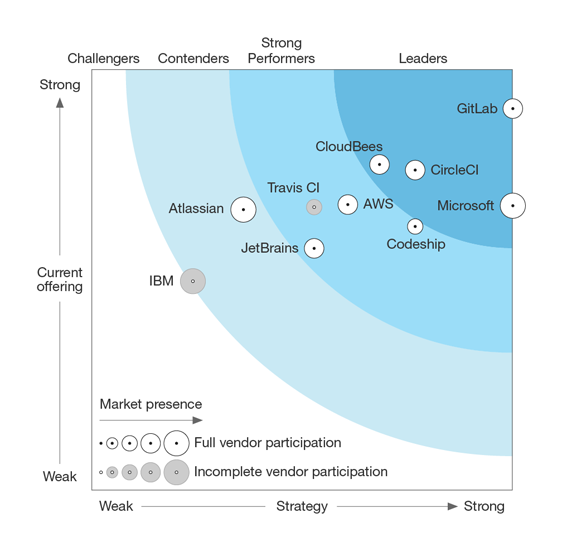 Challengers
Contenders
Strong
Performers
Leaders
Strong
GitLab
CloudBees
CircleCI
Travis CI
Atlassian
AWS
Microsoft
JetBrains
Codeship
Current
offering
IBM
Market presence
Full vendor participation
Incomplete vendor participation
Weak
Weak
Strategy
Strong